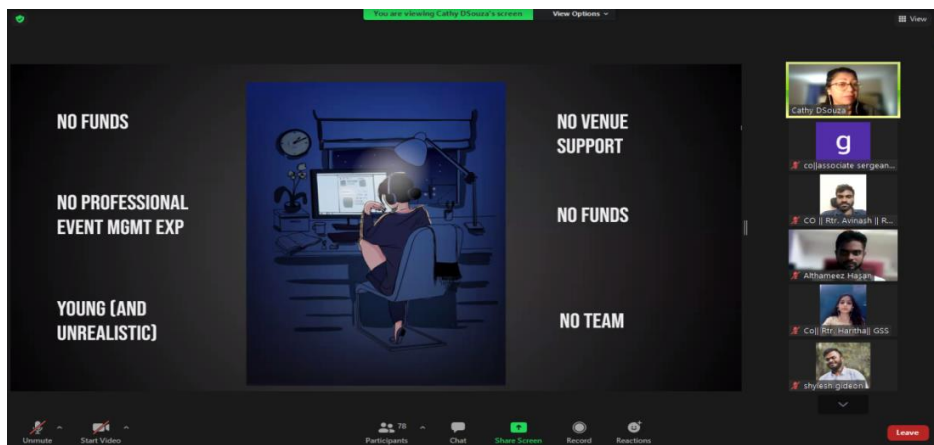 You are viewing Cathy DSouza's screen
View Options
View
NO FUNDS
NO PROFESSIONAL
EVENT MGMT EXP
YOUNG (AND
UNREALISTIC)
NO VENUE
SUPPORT
NO FUNDS
NO TEAM
Cathy DSouza
g
co||associate sergean...
CO || Rtr. Avinash || R...
Althameez Hasan
Co|| Rtr. Haritha|| GSS
shylesh gideon
Unmute
Start Video
78
Participants
Chat
Share Screen
Record
Reactions
Leave